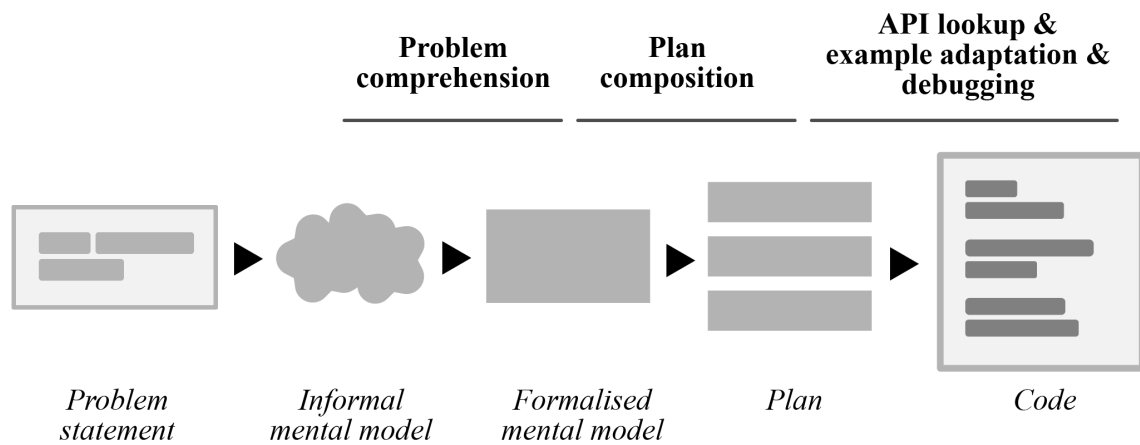 Problem
comprehension
Plan
composition
API lookup &
example adaptation &
debugging
Problem
statement
Informal
mental model
Formalised
mental model
Plan
Code